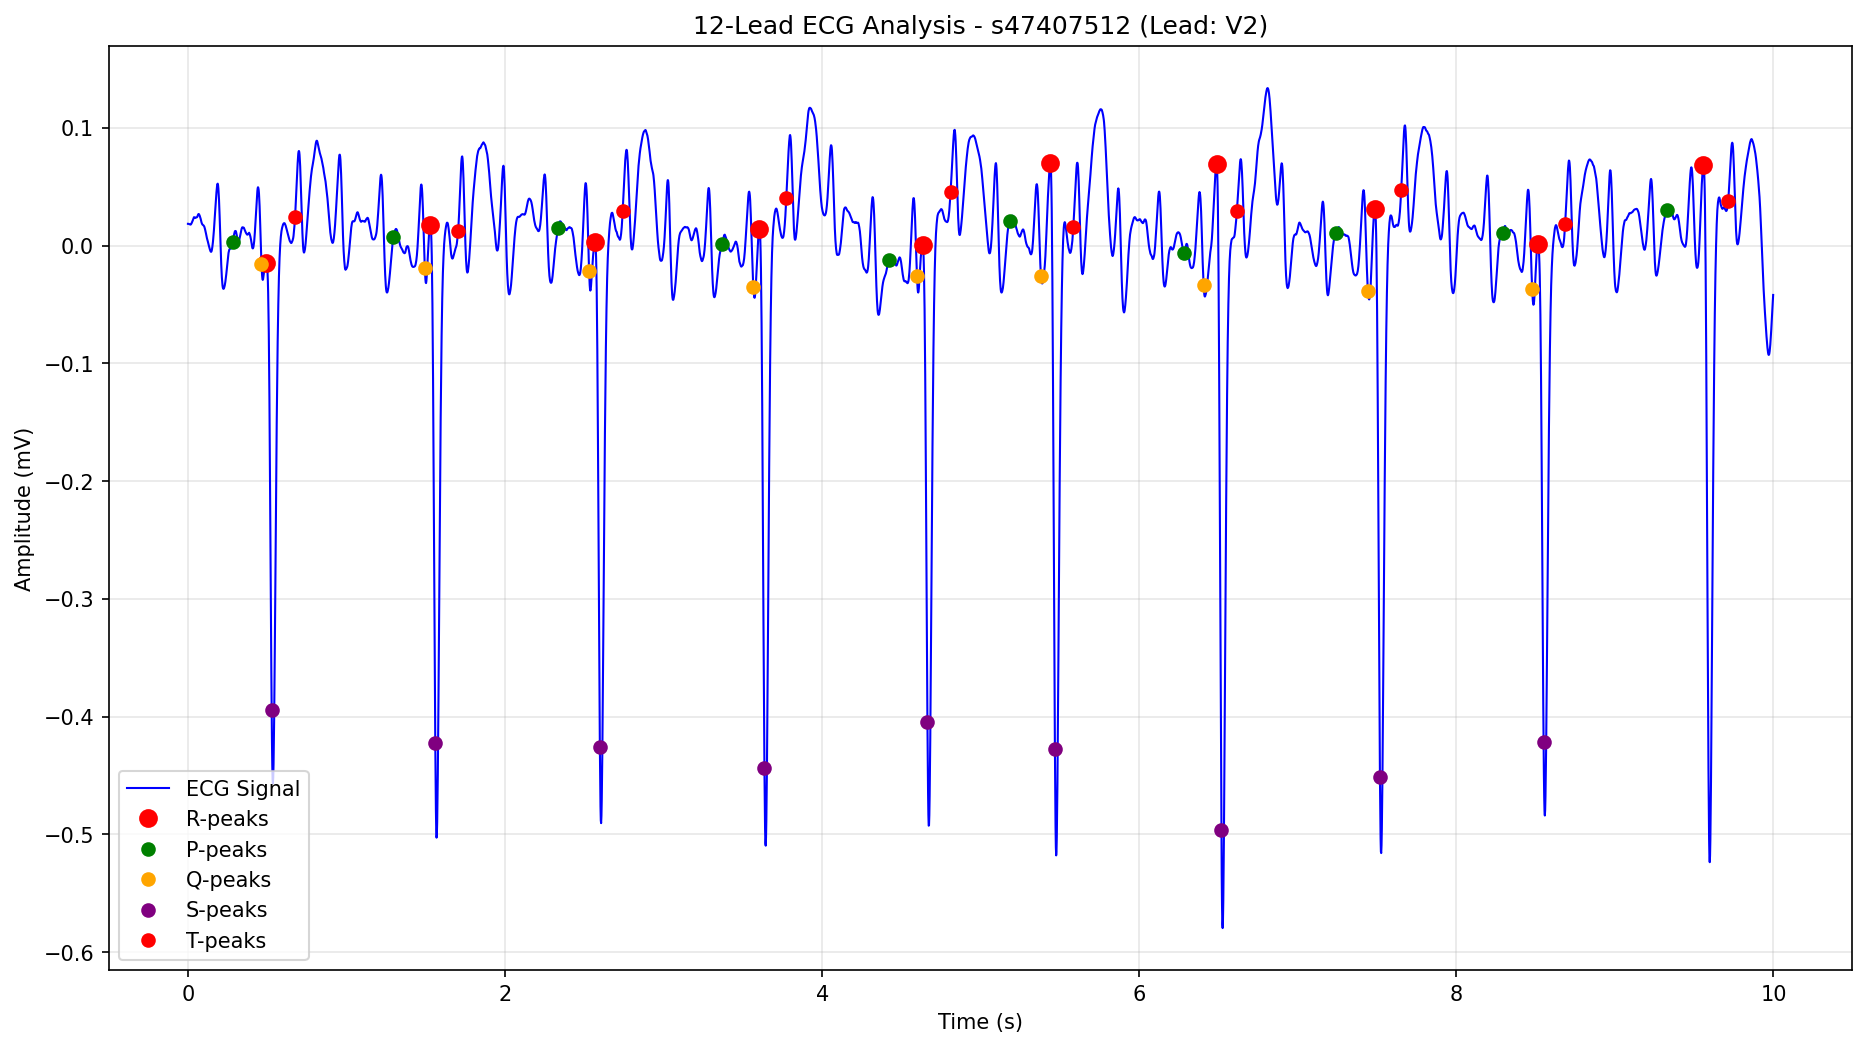 12-Lead ECG Analysis - s47407512 (Lead: V2)
Amplitude (mV)
0.1
0.0
−0.1
−0.2
−0.3
−0.4
−0.5
−0.6
ECG Signal
R-peaks
P-peaks
Q-peaks
S-peaks
T-peaks
0 2 4 6 8 10
Time (s)